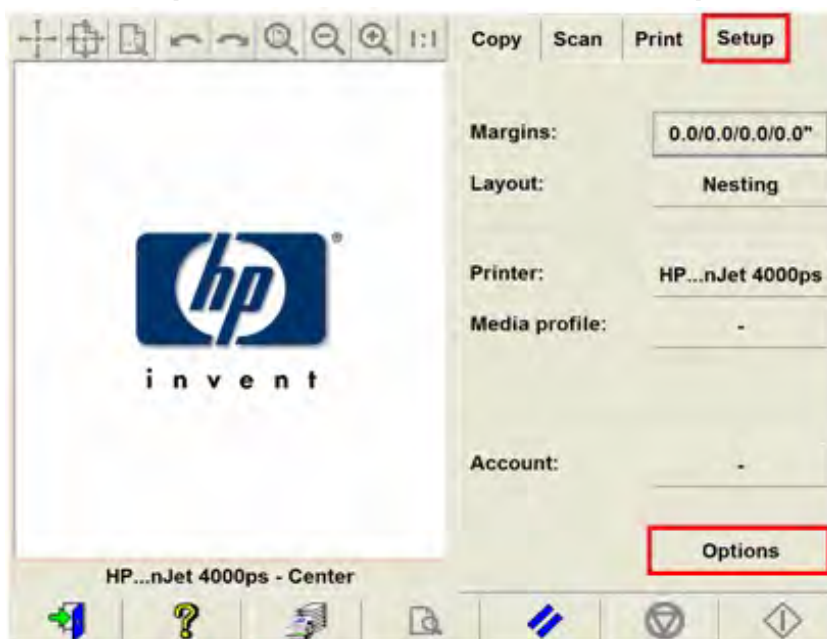 1:1
Copy Scan Print Setup
Margins: 0.0/0.0/0.0/0.0"
Layout: Nesting
hp
®
invent
Printer: HP...nJet 4000ps
Media profile: -
Account: -
Options
HP...nJet 4000ps - Center